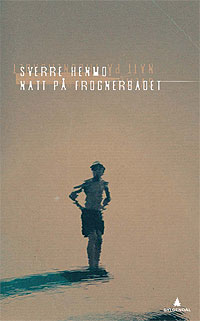 SVERRE HENMO
NATT PÅ FROGNERBADET
GYLDENDAL